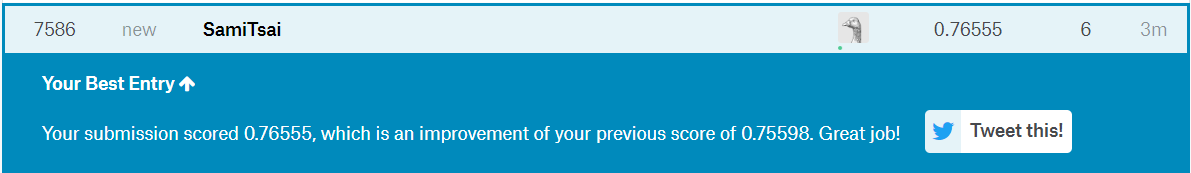 7586 new SamiTsai 0.76555 6 3m
Your Best Entry
Your submission scored 0.76555, which is an improvement of your previous score of 0.75598. Great job! Tweet this!